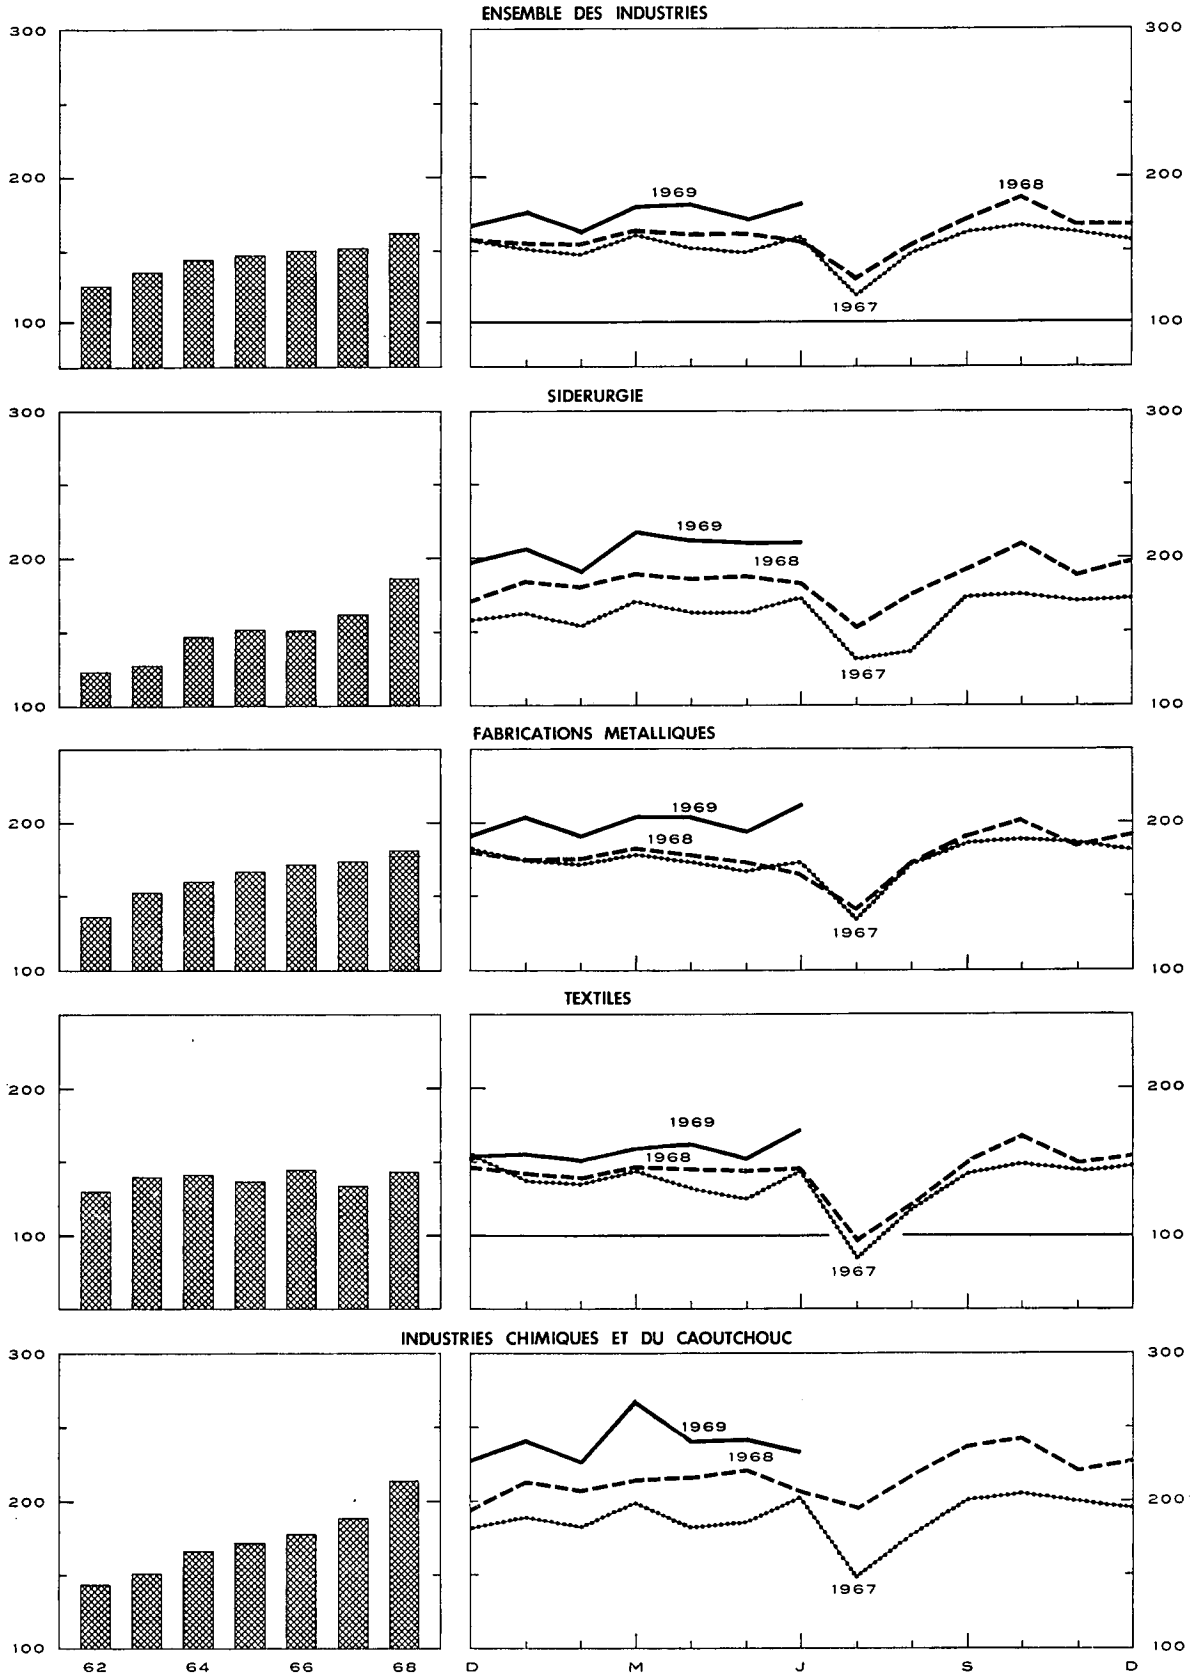 ENSEMBLE DES INDUSTRIES
300 300
200 200
1969 1968
100 1967 100
SIDERURGIE
300 300
1969
200 1968 200
1967
100 100
FABRICATIONS METALLIQUES
200 1969 200
1968
1967
100 100
TEXTILES
200 200
1969
1968
100 100
1967
INDUSTRIES CHIMIQUES ET DU CAOUTCHOUC
300 300
1969
1968
200 200
1967
100 100
62 64 66 68 D M J S D